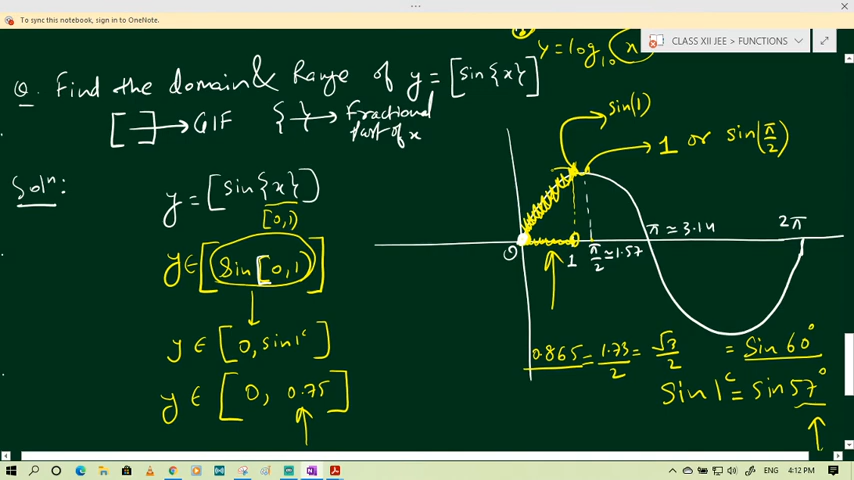 To sync this notebook, sign in to OneNote.
y = log10 x
CLASS XII JEE > FUNCTIONS
Q. Find the domain & Range of y = [sin{x}]
[ ] → GIF { } → Fractional part of x
sin(1)
1 or sin(π/2)
Solⁿ:
y = [sin{x}]
[0,1)
y ∈ [sin[0,1)]
y ∈ [0, sin1ᶜ]
y ∈ [0, 0.75]
O
1
π/2 ≃ 1.57
π ≃ 3.14
2π
0.865 = 1.73/2 = √3/2 = Sin 60°
Sin 1ᶜ = Sin 57°
ENG
4:12 PM